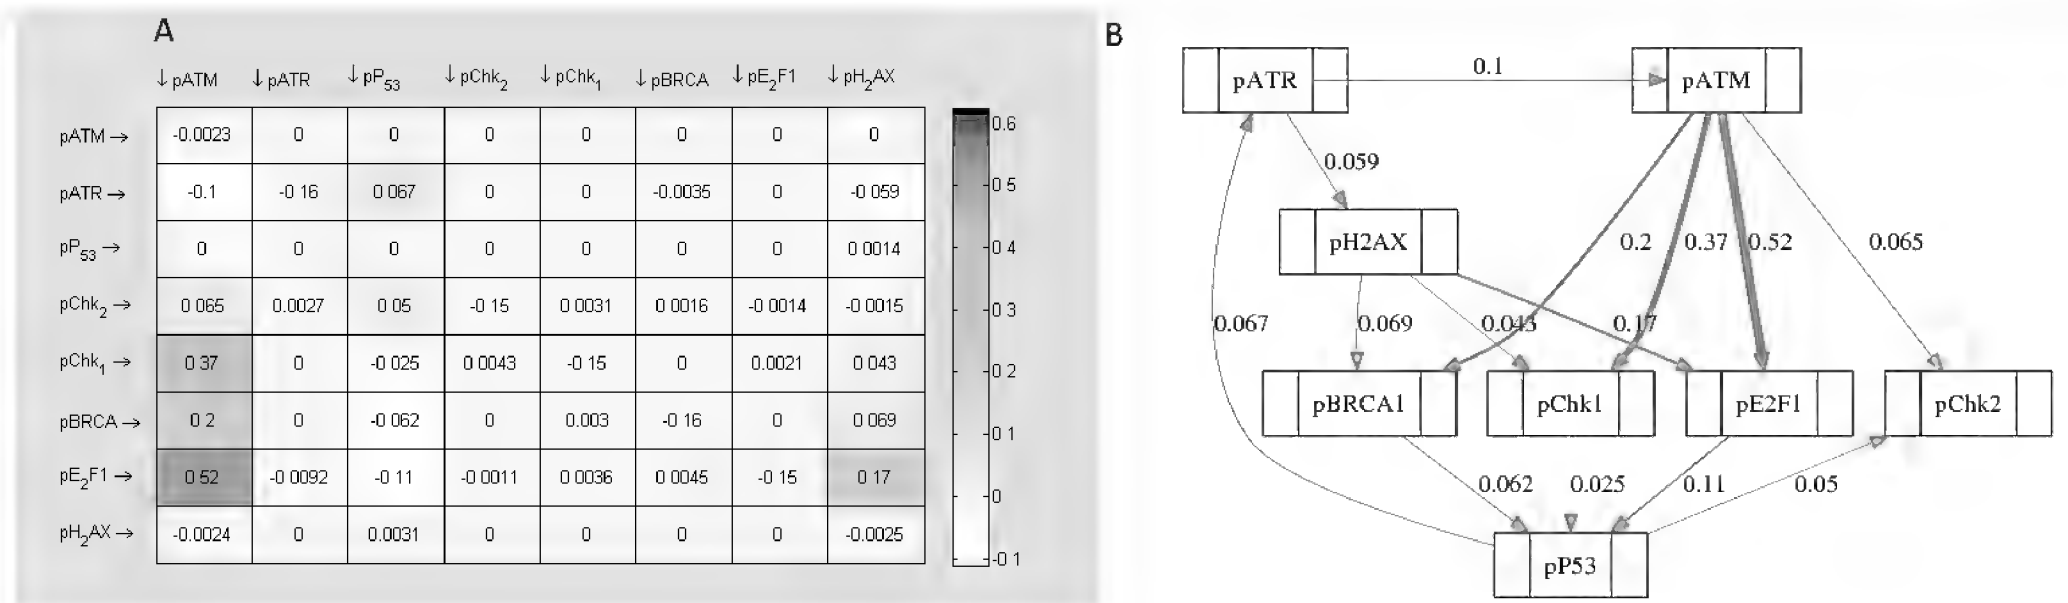 A
↓ pATM ↓ pATR ↓ pP53 ↓ pChk2 ↓ pChk1 ↓ pBRCA ↓ pE2F1 ↓ pH2AX
pATM → -0.0023 0 0 0 0 0 0 0
pATR → -0.1 -0 16 0 067 0 0 -0.0035 0 -0 059
pP53 → 0 0 0 0 0 0 0 0 0014
pChk2 → 0 065 0.0027 0 05 -0 15 0 0031 0 0016 -0 0014 -0 0015
pChk1 → 0 37 0 -0 025 0 0043 -0 15 0 0.0021 0 043
pBRCA → 0 2 0 -0 062 0 0.003 -0 16 0 0 069
pE2F1 → 0 52 -0 0092 -0 11 -0 0011 0 0036 0 0045 -0 15 0 17
pH2AX → -0.0024 0 0.0031 0 0 0 0 -0.0025
0.6
0 5
0 4
0 3
0 2
0 1
0
-0 1
B
pATR 0.1 pATM
0.059
pH2AX 0.2 0.37 0.52 0.065
0.067 0.069 0.043 0.17
pBRCA1 pChk1 pE2F1 pChk2
0.062 0.025 0.11 0.05
pP53